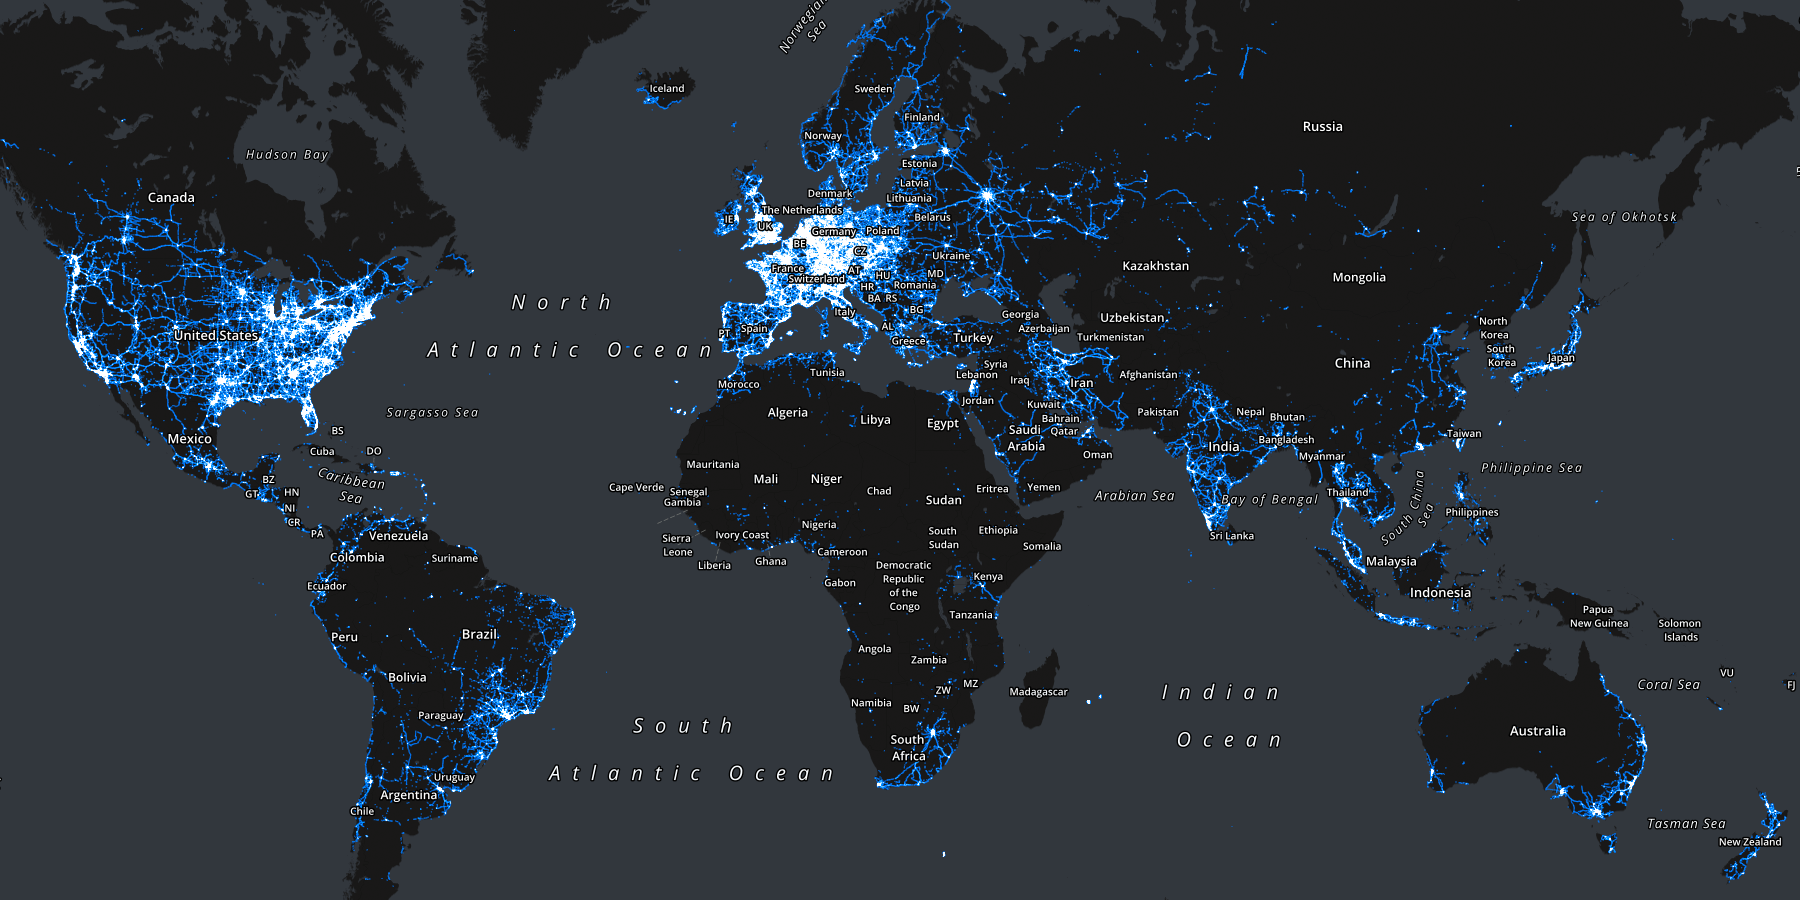 Norwegian
Sea
Iceland
Sweden
Finland
Norway
Estonia
Russia
Hudson Bay
Canada
Denmark
Latvia
Lithuania
The Netherlands
IE
UK
Belarus
Germany
Poland
BE
CZ
Ukraine
Sea of Okhotsk
France
Switzerland
AT
HU
MD
HR
Romania
BA
RS
Kazakhstan
Mongolia
North
Atlantic Ocean
United States
PT
Spain
Italy
BG
AL
Greece
Turkey
Georgia
Azerbaijan
Uzbekistan
Turkmenistan
North
Korea
South
Korea
Japan
China
Morocco
Tunisia
Syria
Lebanon
Iraq
Iran
Afghanistan
Jordan
Kuwait
Pakistan
Nepal
Bhutan
Sargasso Sea
Algeria
Libya
Egypt
Bahrain
Qatar
Saudi
Arabia
Oman
India
Bangladesh
Myanmar
Taiwan
Mexico
BS
Cuba
DO
Caribbean
Sea
BZ
GT
HN
NI
CR
PA
Mauritania
Mali
Niger
Chad
Sudan
Eritrea
Yemen
Arabian Sea
Bay of Bengal
Thailand
South China
Sea
Philippine Sea
Philippines
Cape Verde
Senegal
Gambia
Sierra
Leone
Liberia
Ivory Coast
Ghana
Nigeria
Cameroon
South
Sudan
Ethiopia
Somalia
Sri Lanka
Malaysia
Indonesia
Venezuela
Colombia
Suriname
Ecuador
Gabon
Democratic
Republic
of the
Congo
Kenya
Tanzania
Papua
New Guinea
Solomon
Islands
Peru
Brazil
Bolivia
Angola
Zambia
ZW
MZ
Madagascar
Namibia
BW
Indian
Ocean
Coral Sea
VU
FJ
Paraguay
South
Atlantic Ocean
South
Africa
Australia
Uruguay
Argentina
Chile
Tasman Sea
New Zealand